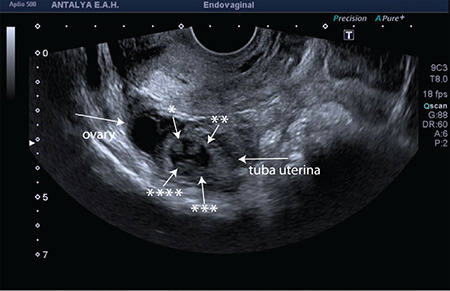 Aplio 500 ANTALYA E.A.H. Endovaginal
Precision APure+
T
0
9C3
T8.0
18 fps
Qscan
G:88
DR:60
A:6
P:2
* **
ovary
tuba uterina
****
***
5
7